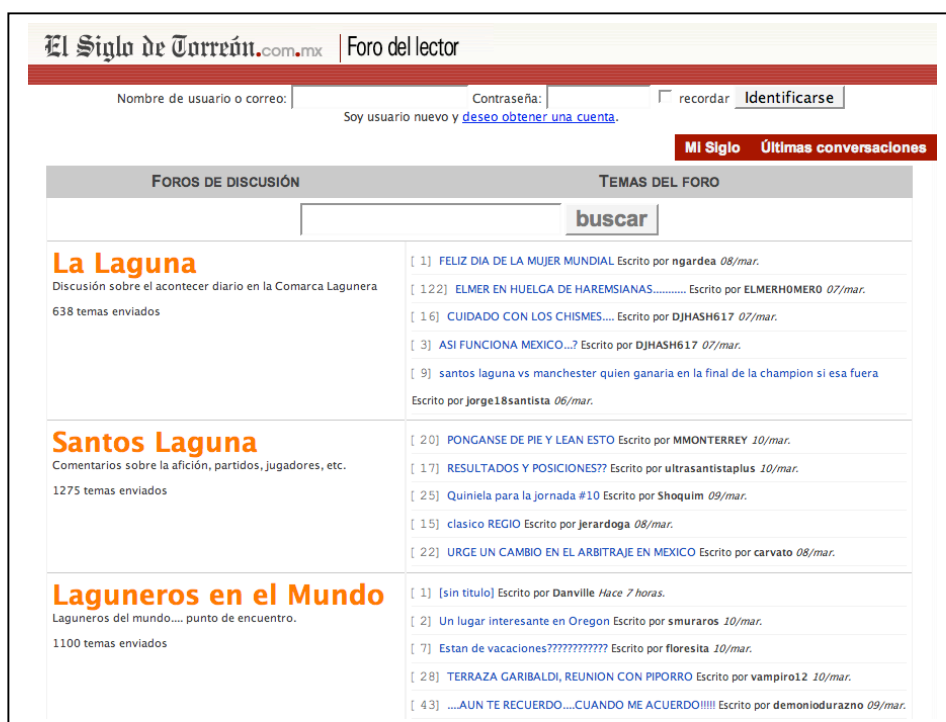 El Siglo de Torreón.com.mx Foro del lector
Nombre de usuario o correo: Contraseña: recordar Identificarse
Soy usuario nuevo y deseo obtener una cuenta.
Mi Siglo Últimas conversaciones
FOROS DE DISCUSIÓN TEMAS DEL FORO
buscar
La Laguna
Discusión sobre el acontecer diario en la Comarca Lagunera
638 temas enviados
[ 1] FELIZ DIA DE LA MUJER MUNDIAL Escrito por ngardea 08/mar.
[ 122] ELMER EN HUELGA DE HAREMSIANAS........... Escrito por ELMERH0MER0 07/mar.
[ 16] CUIDADO CON LOS CHISMES.... Escrito por DJHASH617 07/mar.
[ 3] ASI FUNCIONA MEXICO...? Escrito por DJHASH617 07/mar.
[ 9] santos laguna vs manchester quien ganaria en la final de la champion si esa fuera
Escrito por jorge18santista 06/mar.
Santos Laguna
Comentarios sobre la afición, partidos, jugadores, etc.
1275 temas enviados
[ 20] PONGANSE DE PIE Y LEAN ESTO Escrito por MMONTERREY 10/mar.
[ 17] RESULTADOS Y POSICIONES?? Escrito por ultrasantistaplus 10/mar.
[ 25] Quiniela para la jornada #10 Escrito por Shoquim 09/mar.
[ 15] clasico REGIO Escrito por jerardoga 08/mar.
[ 22] URGE UN CAMBIO EN EL ARBITRAJE EN MEXICO Escrito por carvato 08/mar.
Laguneros en el Mundo
Laguneros del mundo.... punto de encuentro.
1100 temas enviados
[ 1] [sin titulo] Escrito por Danville Hace 7 horas.
[ 2] Un lugar interesante en Oregon Escrito por smuraros 10/mar.
[ 7] Estan de vacaciones???????????? Escrito por floresita 10/mar.
[ 28] TERRAZA GARIBALDI, REUNION CON PIPORRO Escrito por vampiro12 10/mar.
[ 43] ....AUN TE RECUERDO....CUANDO ME ACUERDO!!!!! Escrito por demoniodurazno 09/mar.